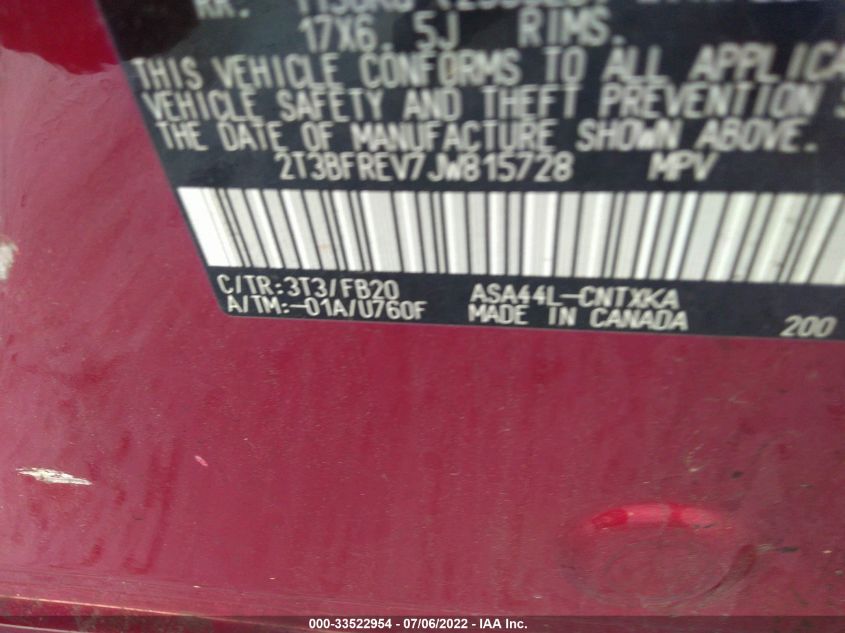 17X6. 5J RIMS.
THIS VEHICLE CONFORMS TO ALL
VEHICLE SAFETY AND THEFT PREVENTION
THE DATE OF MANUFACTURE SHOWN ABOVE.
2T3BFREV7JW815728 MPV
C/TR:3T3/FB20 ASA44L-CNTXKA
A/TM:-01A/U760F MADE IN CANADA 200
000-33522954 - 07/06/2022 - IAA Inc.